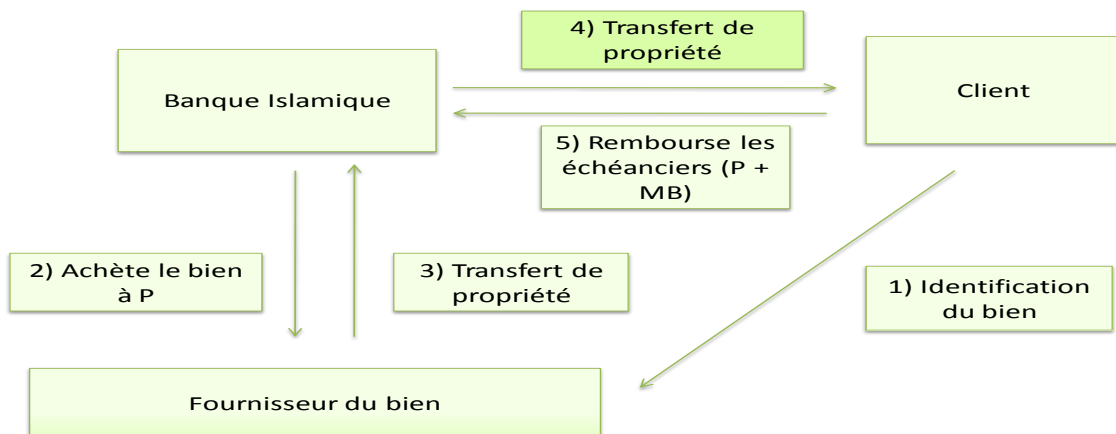 4) Transfert de
propriété
Banque Islamique
Client
5) Rembourse les
échéanciers (P +
MB)
2) Achète le bien
à P
3) Transfert de
propriété
1) Identification
du bien
Fournisseur du bien